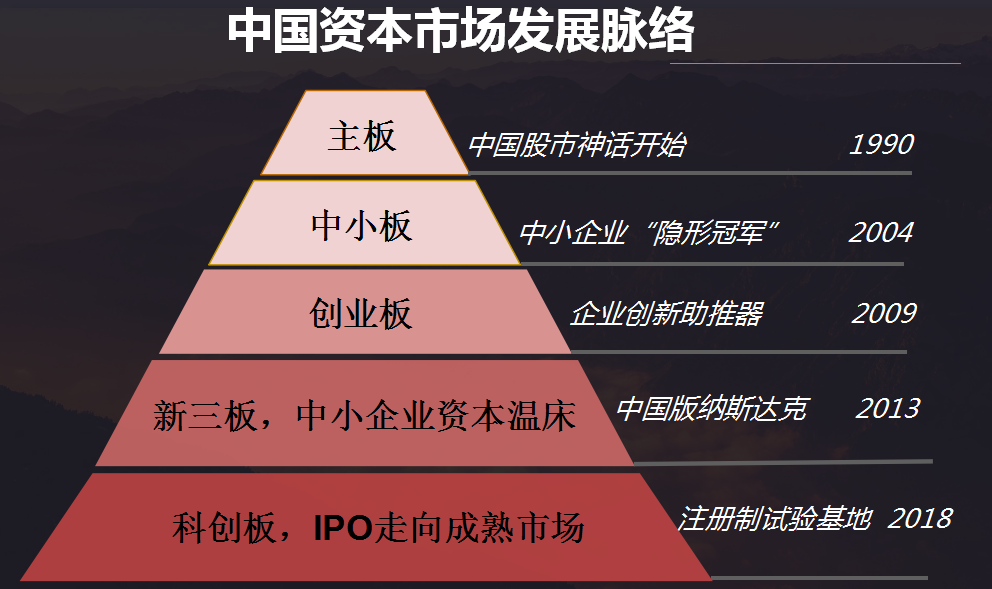 中国资本市场发展脉络
主板
中国股市神话开始 1990
中小板
中小企业“隐形冠军” 2004
创业板
企业创新助推器 2009
新三板，中小企业资本温床
中国版纳斯达克 2013
科创板，IPO走向成熟市场
注册制试验基地 2018